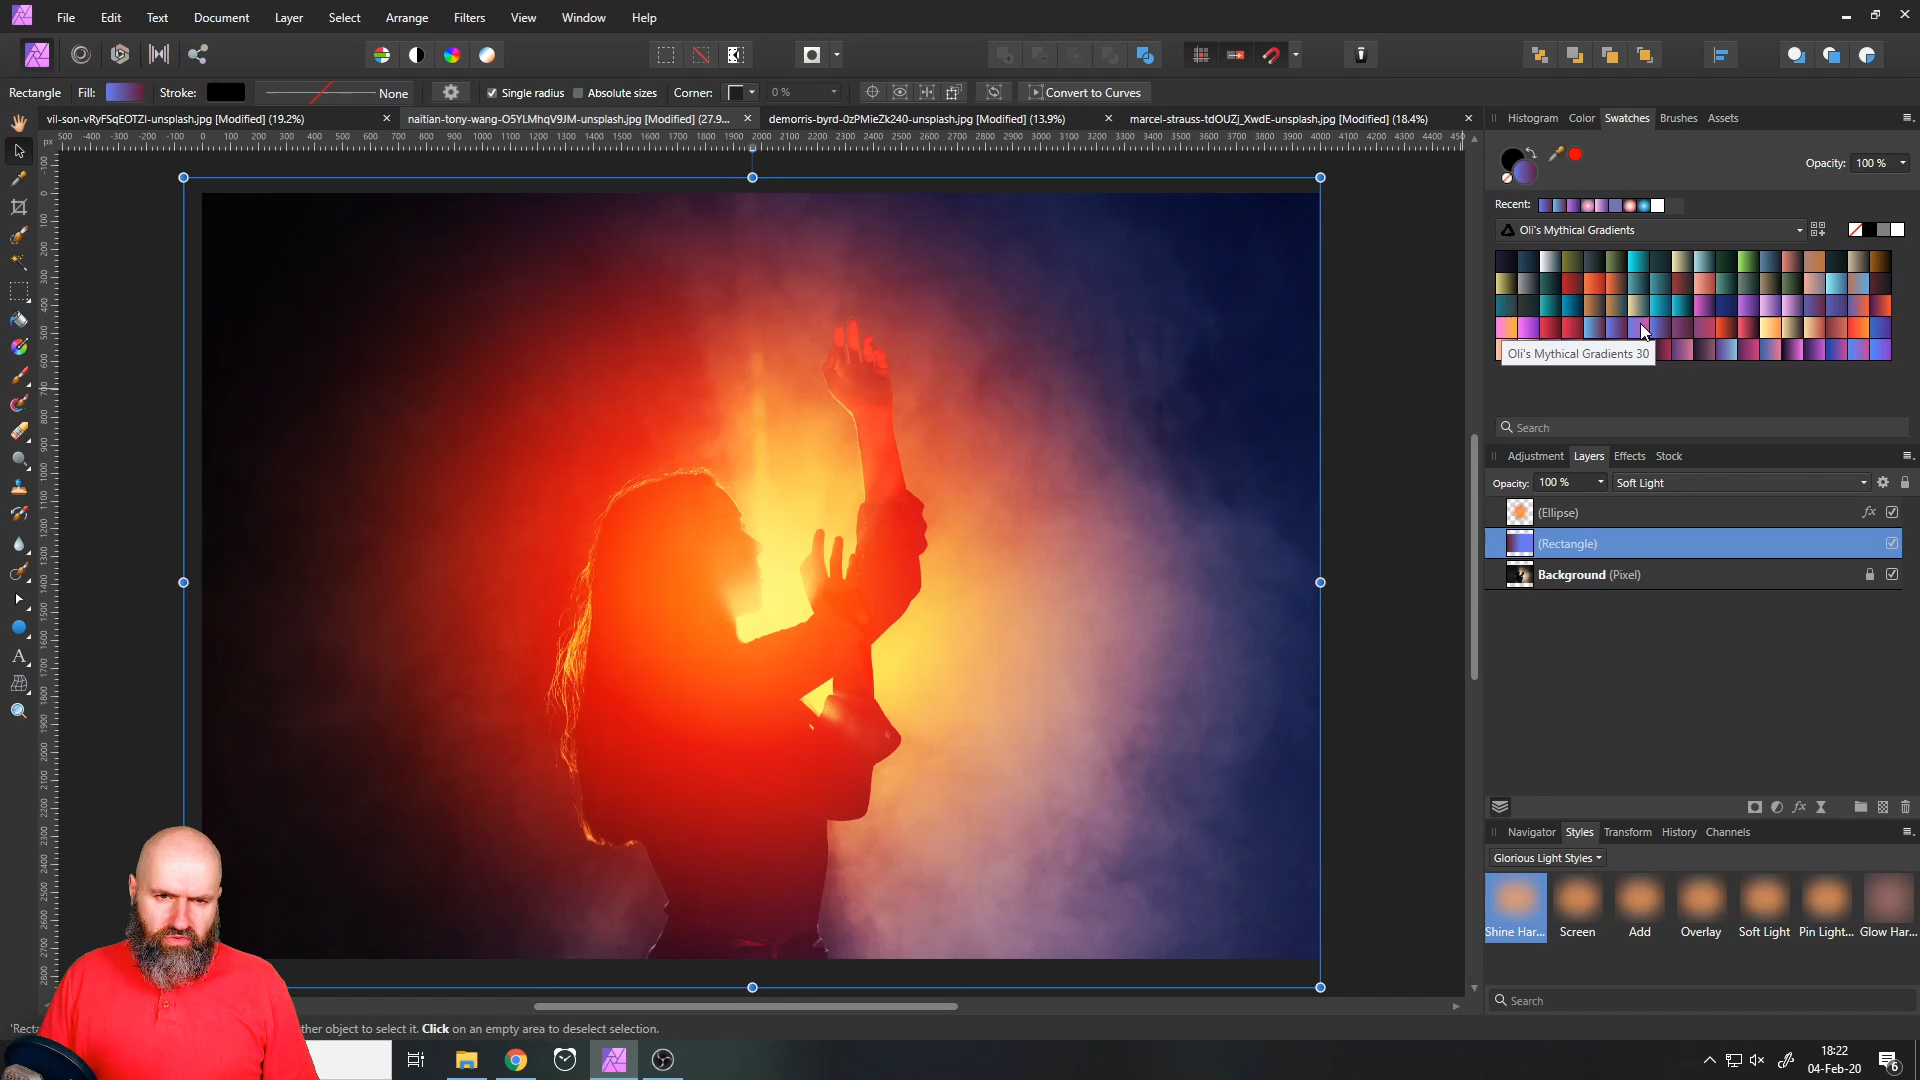 File Edit Text Document Layer Select Arrange Filters View Window Help
Rectangle Fill: Stroke: None Single radius Absolute sizes Corner: 0 % Convert to Curves
vil-son-vRyFSqEOTZI-unsplash.jpg [Modified] (19.2%) naitian-tony-wang-O5YLMhqV9JM-unsplash.jpg [Modified] (27.9... demorris-byrd-0zPMieZk240-unsplash.jpg [Modified] (13.9%) marcel-strauss-tdOUZj_XwdE-unsplash.jpg [Modified] (18.4%)
Histogram Color Swatches Brushes Assets
px
Opacity: 100 %
Recent:
Oli's Mythical Gradients
Oli's Mythical Gradients 30
Search
Adjustment Layers Effects Stock
Opacity: 100 % Soft Light
(Ellipse) fx
(Rectangle)
Background (Pixel)
fx
Navigator Styles Transform History Channels
Glorious Light Styles
Shine Har... Screen Add Overlay Soft Light Pin Light... Glow Har...
Search
'Recta ther object to select it. Click on an empty area to deselect selection.
18:22
04-Feb-20
6